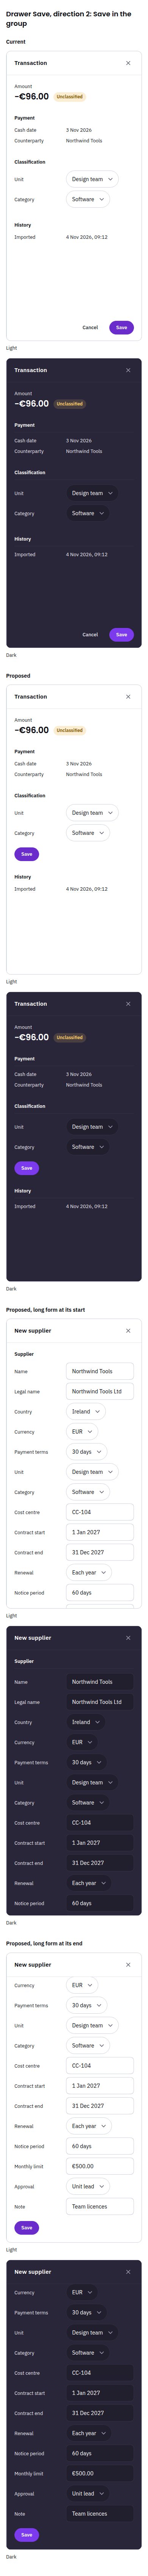 Drawer Save, direction 2: Save in the
group
Current
Transaction
Amount
−€96.00 Unclassified
Payment
Cash date 3 Nov 2026
Counterparty Northwind Tools
Classification
Unit Design team
Category Software
History
Imported 4 Nov 2026, 09:12
Cancel Save
Light
Transaction
Amount
−€96.00 Unclassified
Payment
Cash date 3 Nov 2026
Counterparty Northwind Tools
Classification
Unit Design team
Category Software
History
Imported 4 Nov 2026, 09:12
Cancel Save
Dark
Proposed
Transaction
Amount
−€96.00 Unclassified
Payment
Cash date 3 Nov 2026
Counterparty Northwind Tools
Classification
Unit Design team
Category Software
Save
History
Imported 4 Nov 2026, 09:12
Light
Transaction
Amount
−€96.00 Unclassified
Payment
Cash date 3 Nov 2026
Counterparty Northwind Tools
Classification
Unit Design team
Category Software
Save
History
Imported 4 Nov 2026, 09:12
Dark
Proposed, long form at its start
New supplier
Supplier
Name Northwind Tools
Legal name Northwind Tools Ltd
Country Ireland
Currency EUR
Payment terms 30 days
Unit Design team
Category Software
Cost centre CC-104
Contract start 1 Jan 2027
Contract end 31 Dec 2027
Renewal Each year
Notice period 60 days
Light
New supplier
Supplier
Name Northwind Tools
Legal name Northwind Tools Ltd
Country Ireland
Currency EUR
Payment terms 30 days
Unit Design team
Category Software
Cost centre CC-104
Contract start 1 Jan 2027
Contract end 31 Dec 2027
Renewal Each year
Notice period 60 days
Dark
Proposed, long form at its end
New supplier
Currency EUR
Payment terms 30 days
Unit Design team
Category Software
Cost centre CC-104
Contract start 1 Jan 2027
Contract end 31 Dec 2027
Renewal Each year
Notice period 60 days
Monthly limit €500.00
Approval Unit lead
Note Team licences
Save
Light
New supplier
Currency EUR
Payment terms 30 days
Unit Design team
Category Software
Cost centre CC-104
Contract start 1 Jan 2027
Contract end 31 Dec 2027
Renewal Each year
Notice period 60 days
Monthly limit €500.00
Approval Unit lead
Note Team licences
Save
Dark